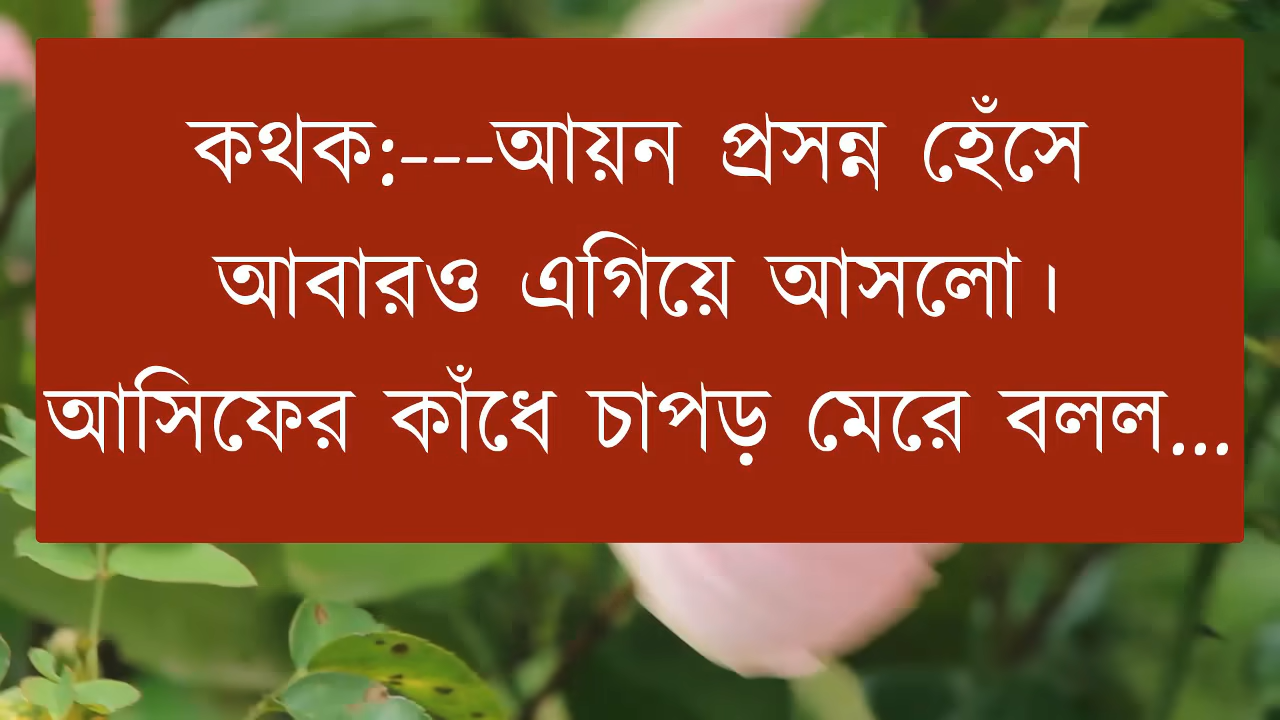 কথক:---আয়ন প্রসন্ন হেঁসে
আবারও এগিয়ে আসলো।
আসিফের কাঁধে চাপড় মেরে বলল...